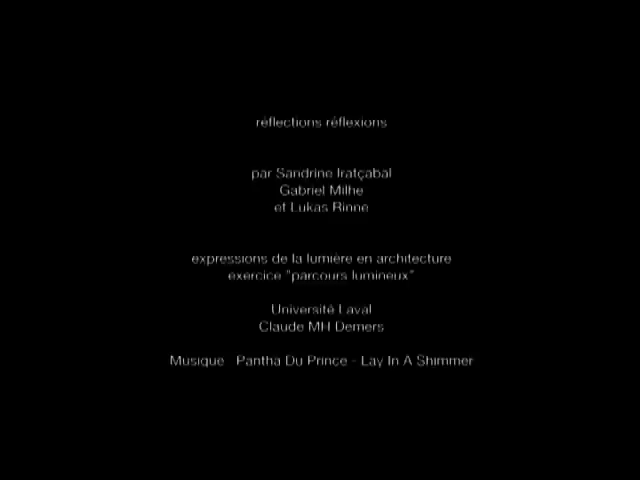 réflections réflexions
par Sandrine Iratçabal
Gabriel Milhe
et Lukas Rinne
expressions de la lumière en architecture
exercice "parcours lumineux"
Université Laval
Claude MH Demers
Musique Pantha Du Prince - Lay In A Shimmer